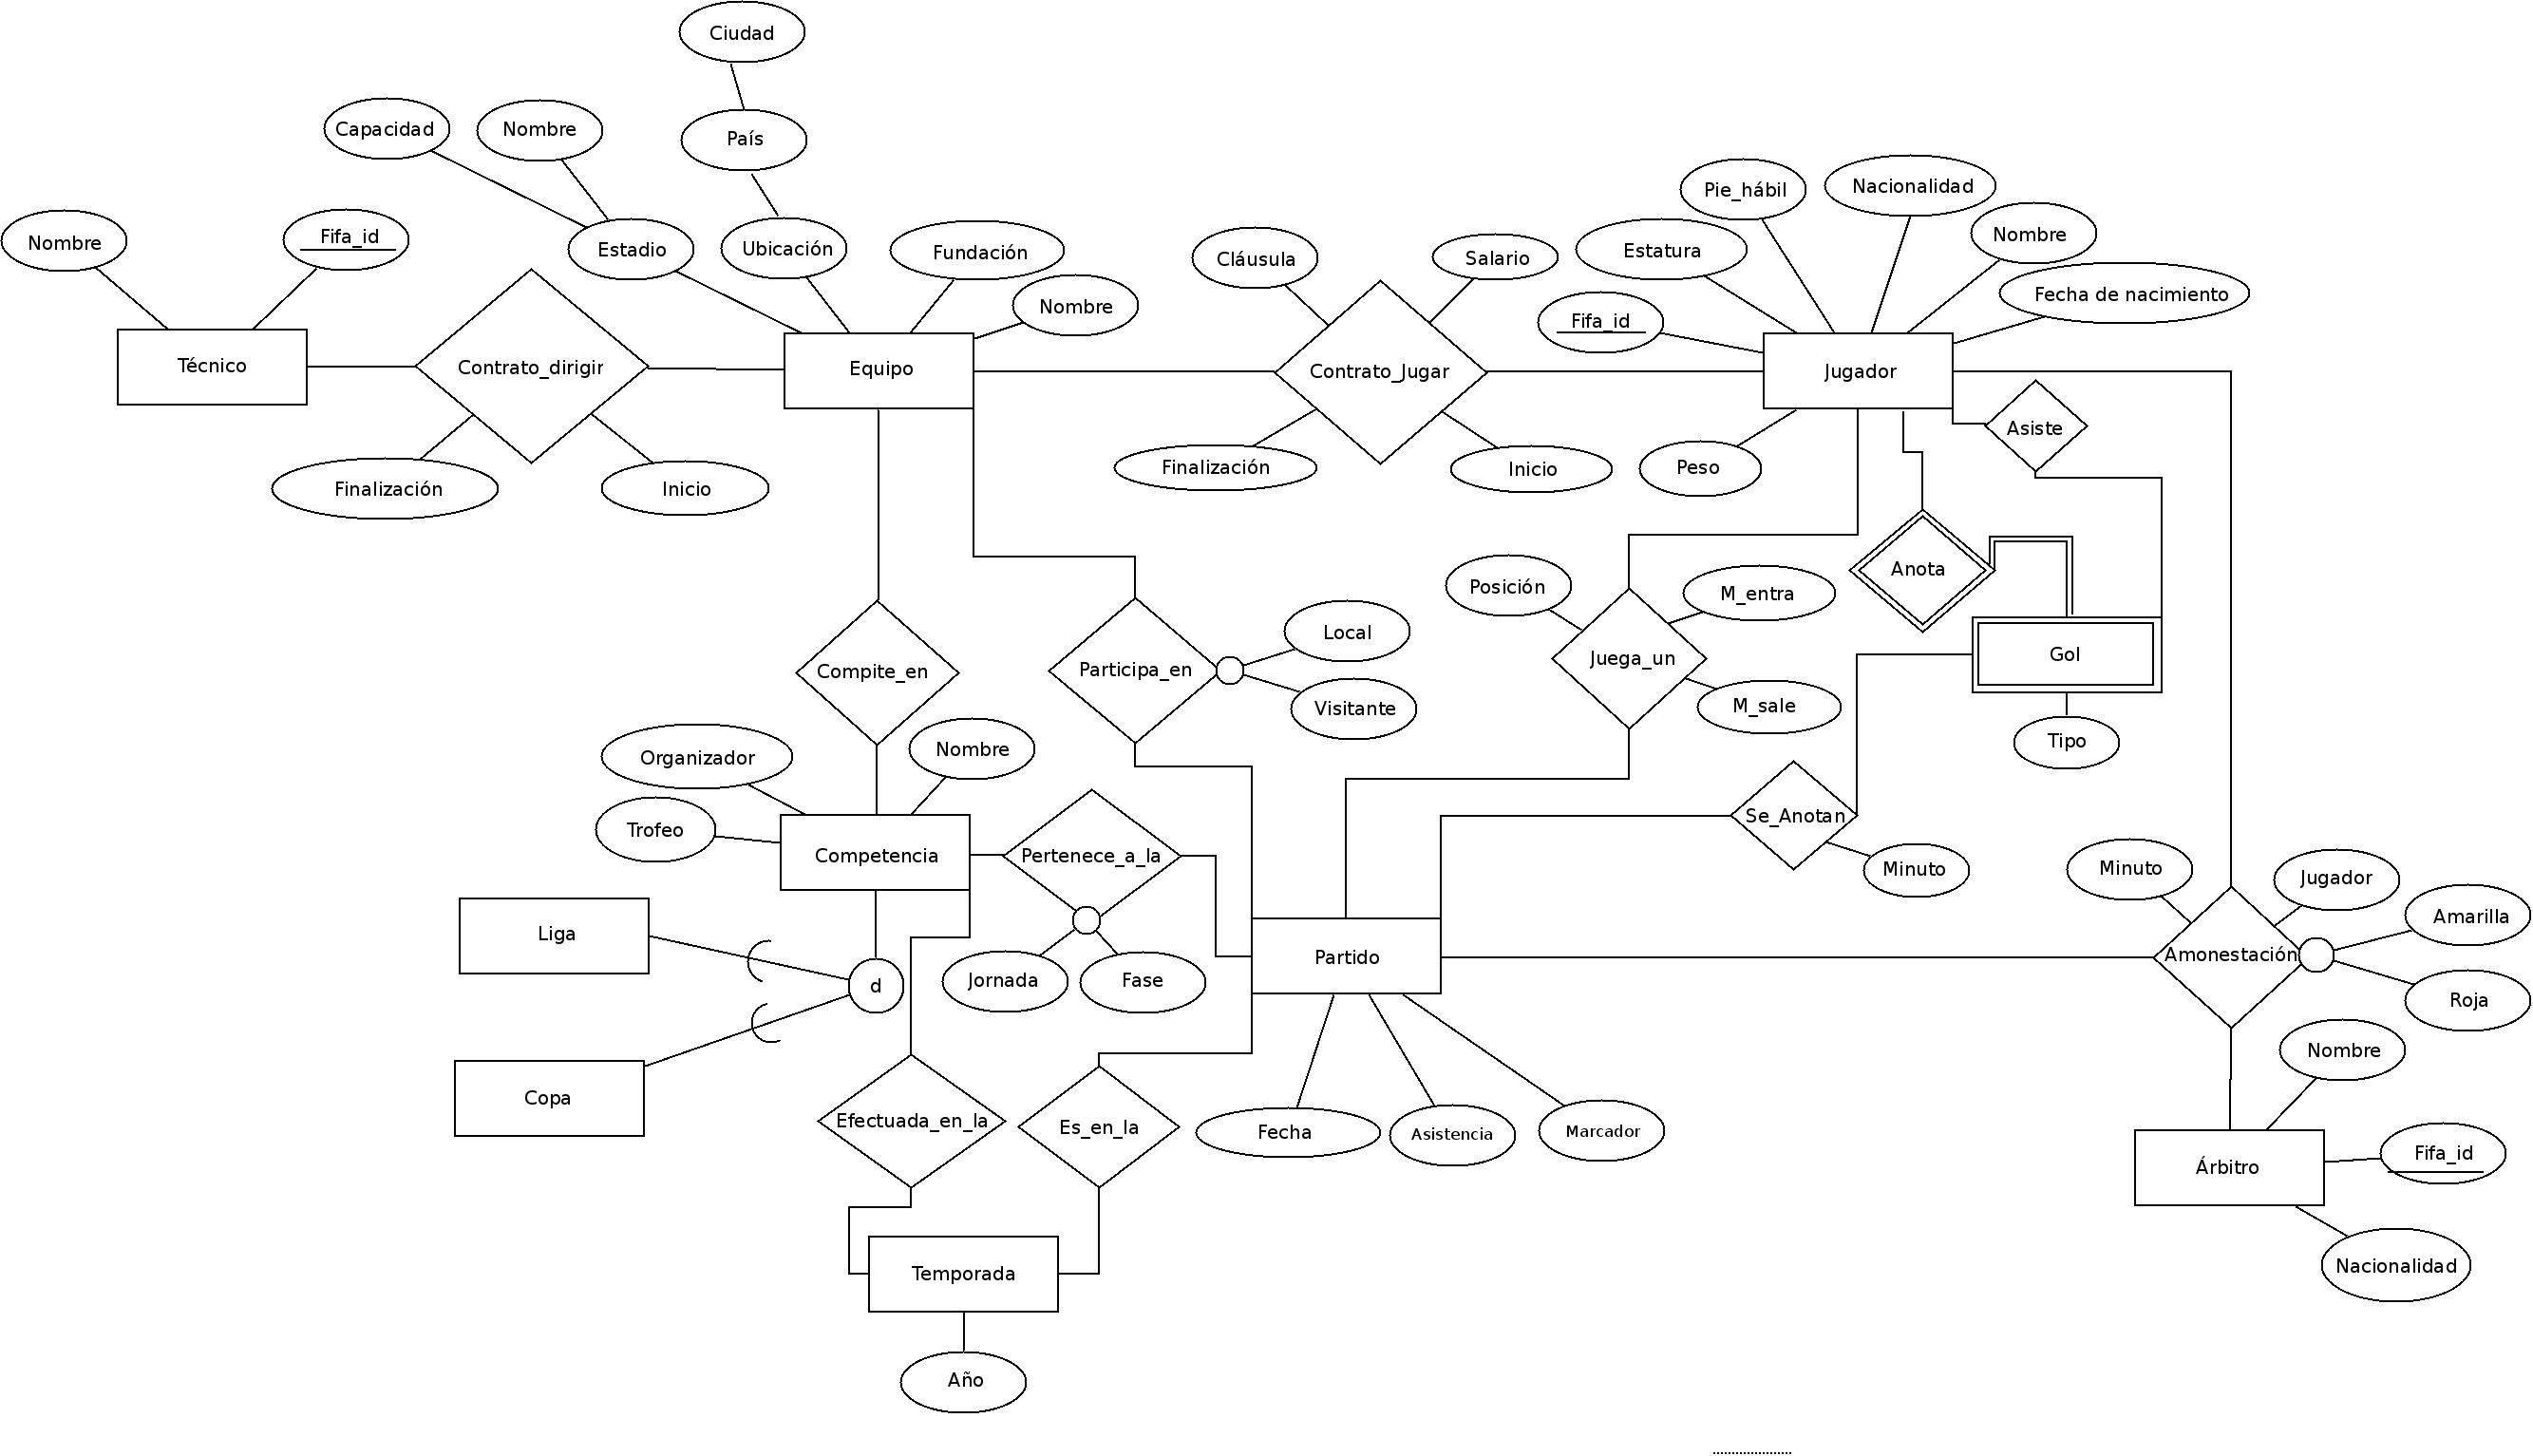 Ciudad
Capacidad
Nombre
País
Pie_hábil
Nacionalidad
Nombre
Fifa_id
Estadio
Ubicación
Fundación
Cláusula
Salario
Estatura
Nombre
Nombre
Fecha de nacimiento
Fifa_id
Técnico
Contrato_dirigir
Equipo
Contrato_Jugar
Jugador
Asiste
Finalización
Inicio
Finalización
Inicio
Peso
Anota
Posición
M_entra
Compite_en
Participa_en
Local
Visitante
Juega_un
M_sale
Gol
Tipo
Organizador
Nombre
Trofeo
Se_Anotan
Competencia
Pertenece_a_la
Minuto
Minuto
Jugador
Amarilla
Liga
Partido
Amonestación
Jornada
Fase
d
Roja
Copa
Nombre
Efectuada_en_la
Es_en_la
Fecha
Asistencia
Marcador
Árbitro
Fifa_id
Temporada
Nacionalidad
Año